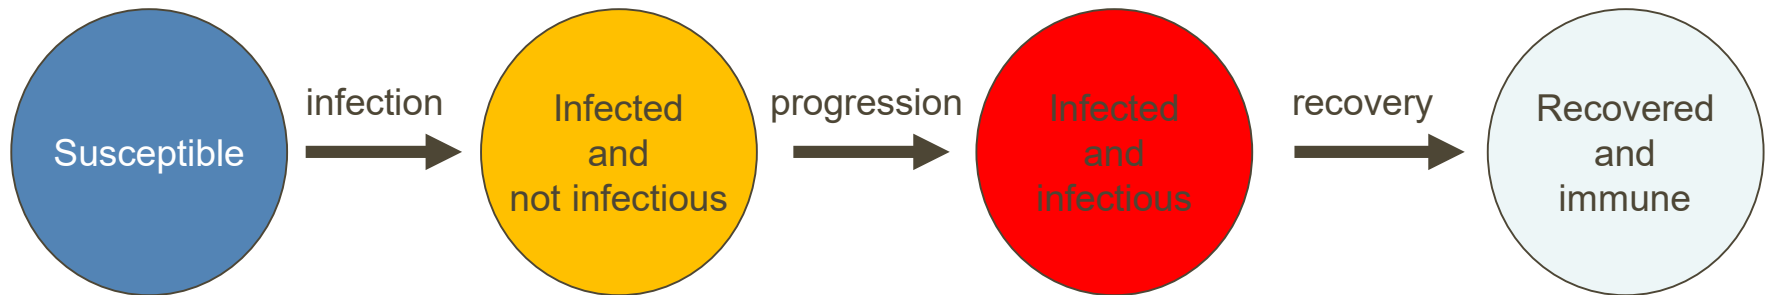 Susceptible
infection
Infected
and
not infectious
progression
Infected
and
infectious
recovery
Recovered
and
immune